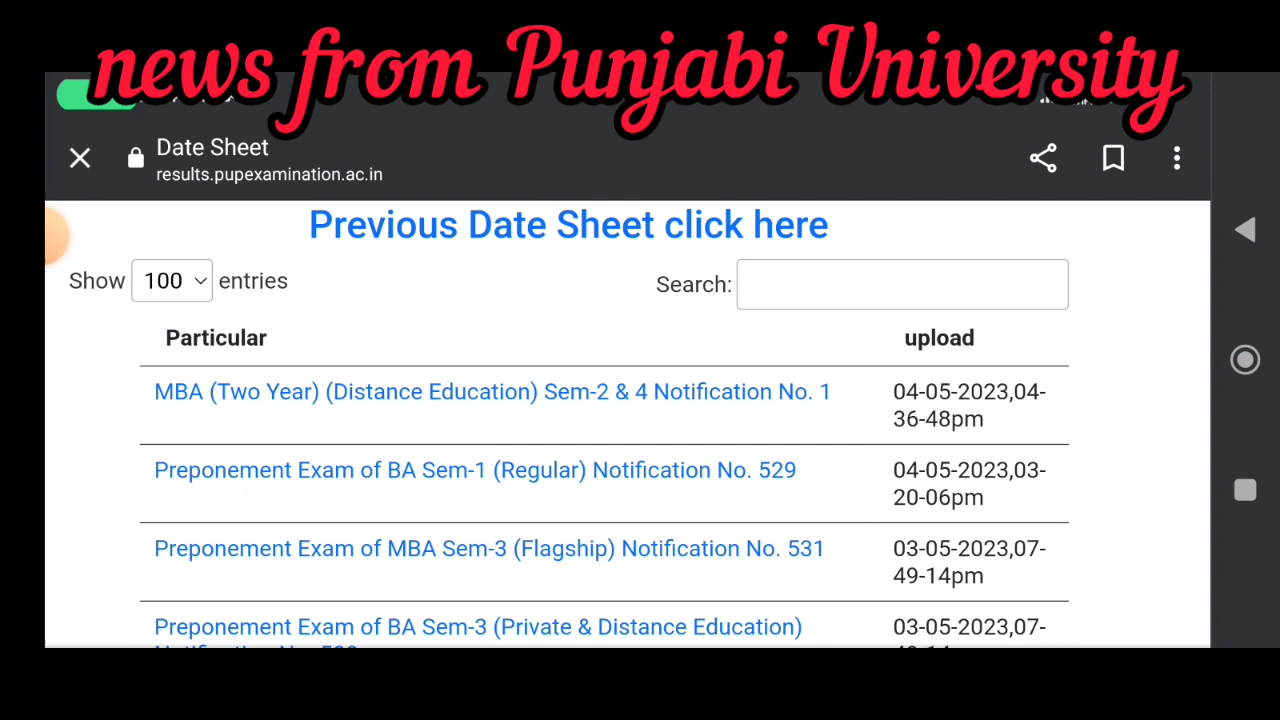 news from Punjabi University
Date Sheet
results.pupexamination.ac.in
Previous Date Sheet click here
Show 100 entries
Search:
Particular upload
MBA (Two Year) (Distance Education) Sem-2 & 4 Notification No. 1 04-05-2023,04-
36-48pm
Preponement Exam of BA Sem-1 (Regular) Notification No. 529 04-05-2023,03-
20-06pm
Preponement Exam of MBA Sem-3 (Flagship) Notification No. 531 03-05-2023,07-
49-14pm
Preponement Exam of BA Sem-3 (Private & Distance Education) 03-05-2023,07-